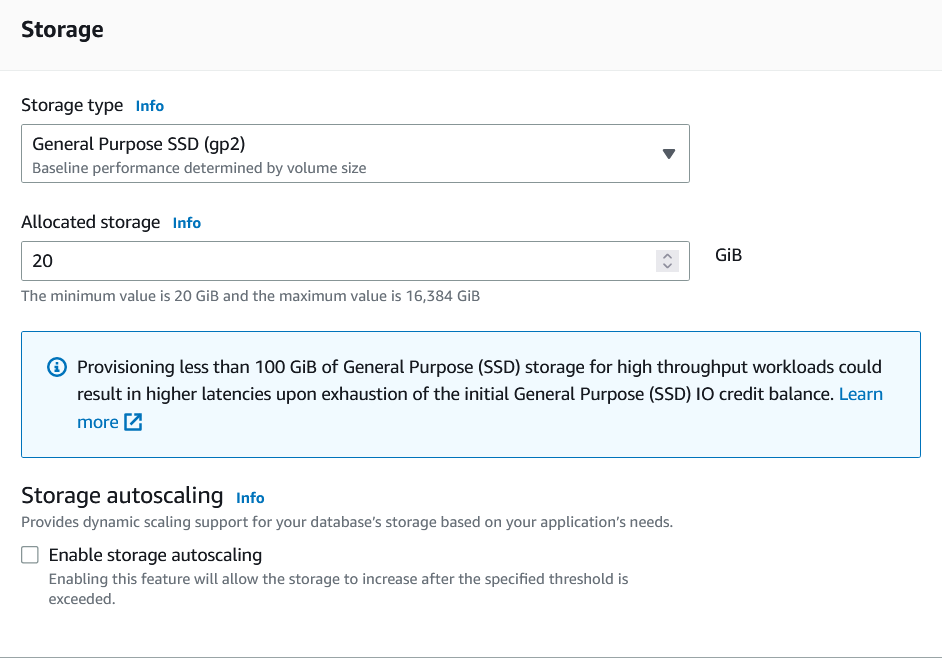 Storage
Storage type Info
General Purpose SSD (gp2)
Baseline performance determined by volume size
Allocated storage Info
20
GiB
The minimum value is 20 GiB and the maximum value is 16,384 GiB
Provisioning less than 100 GiB of General Purpose (SSD) storage for high throughput workloads could
result in higher latencies upon exhaustion of the initial General Purpose (SSD) IO credit balance. Learn
more
Storage autoscaling Info
Provides dynamic scaling support for your database’s storage based on your application’s needs.
Enable storage autoscaling
Enabling this feature will allow the storage to increase after the specified threshold is
exceeded.